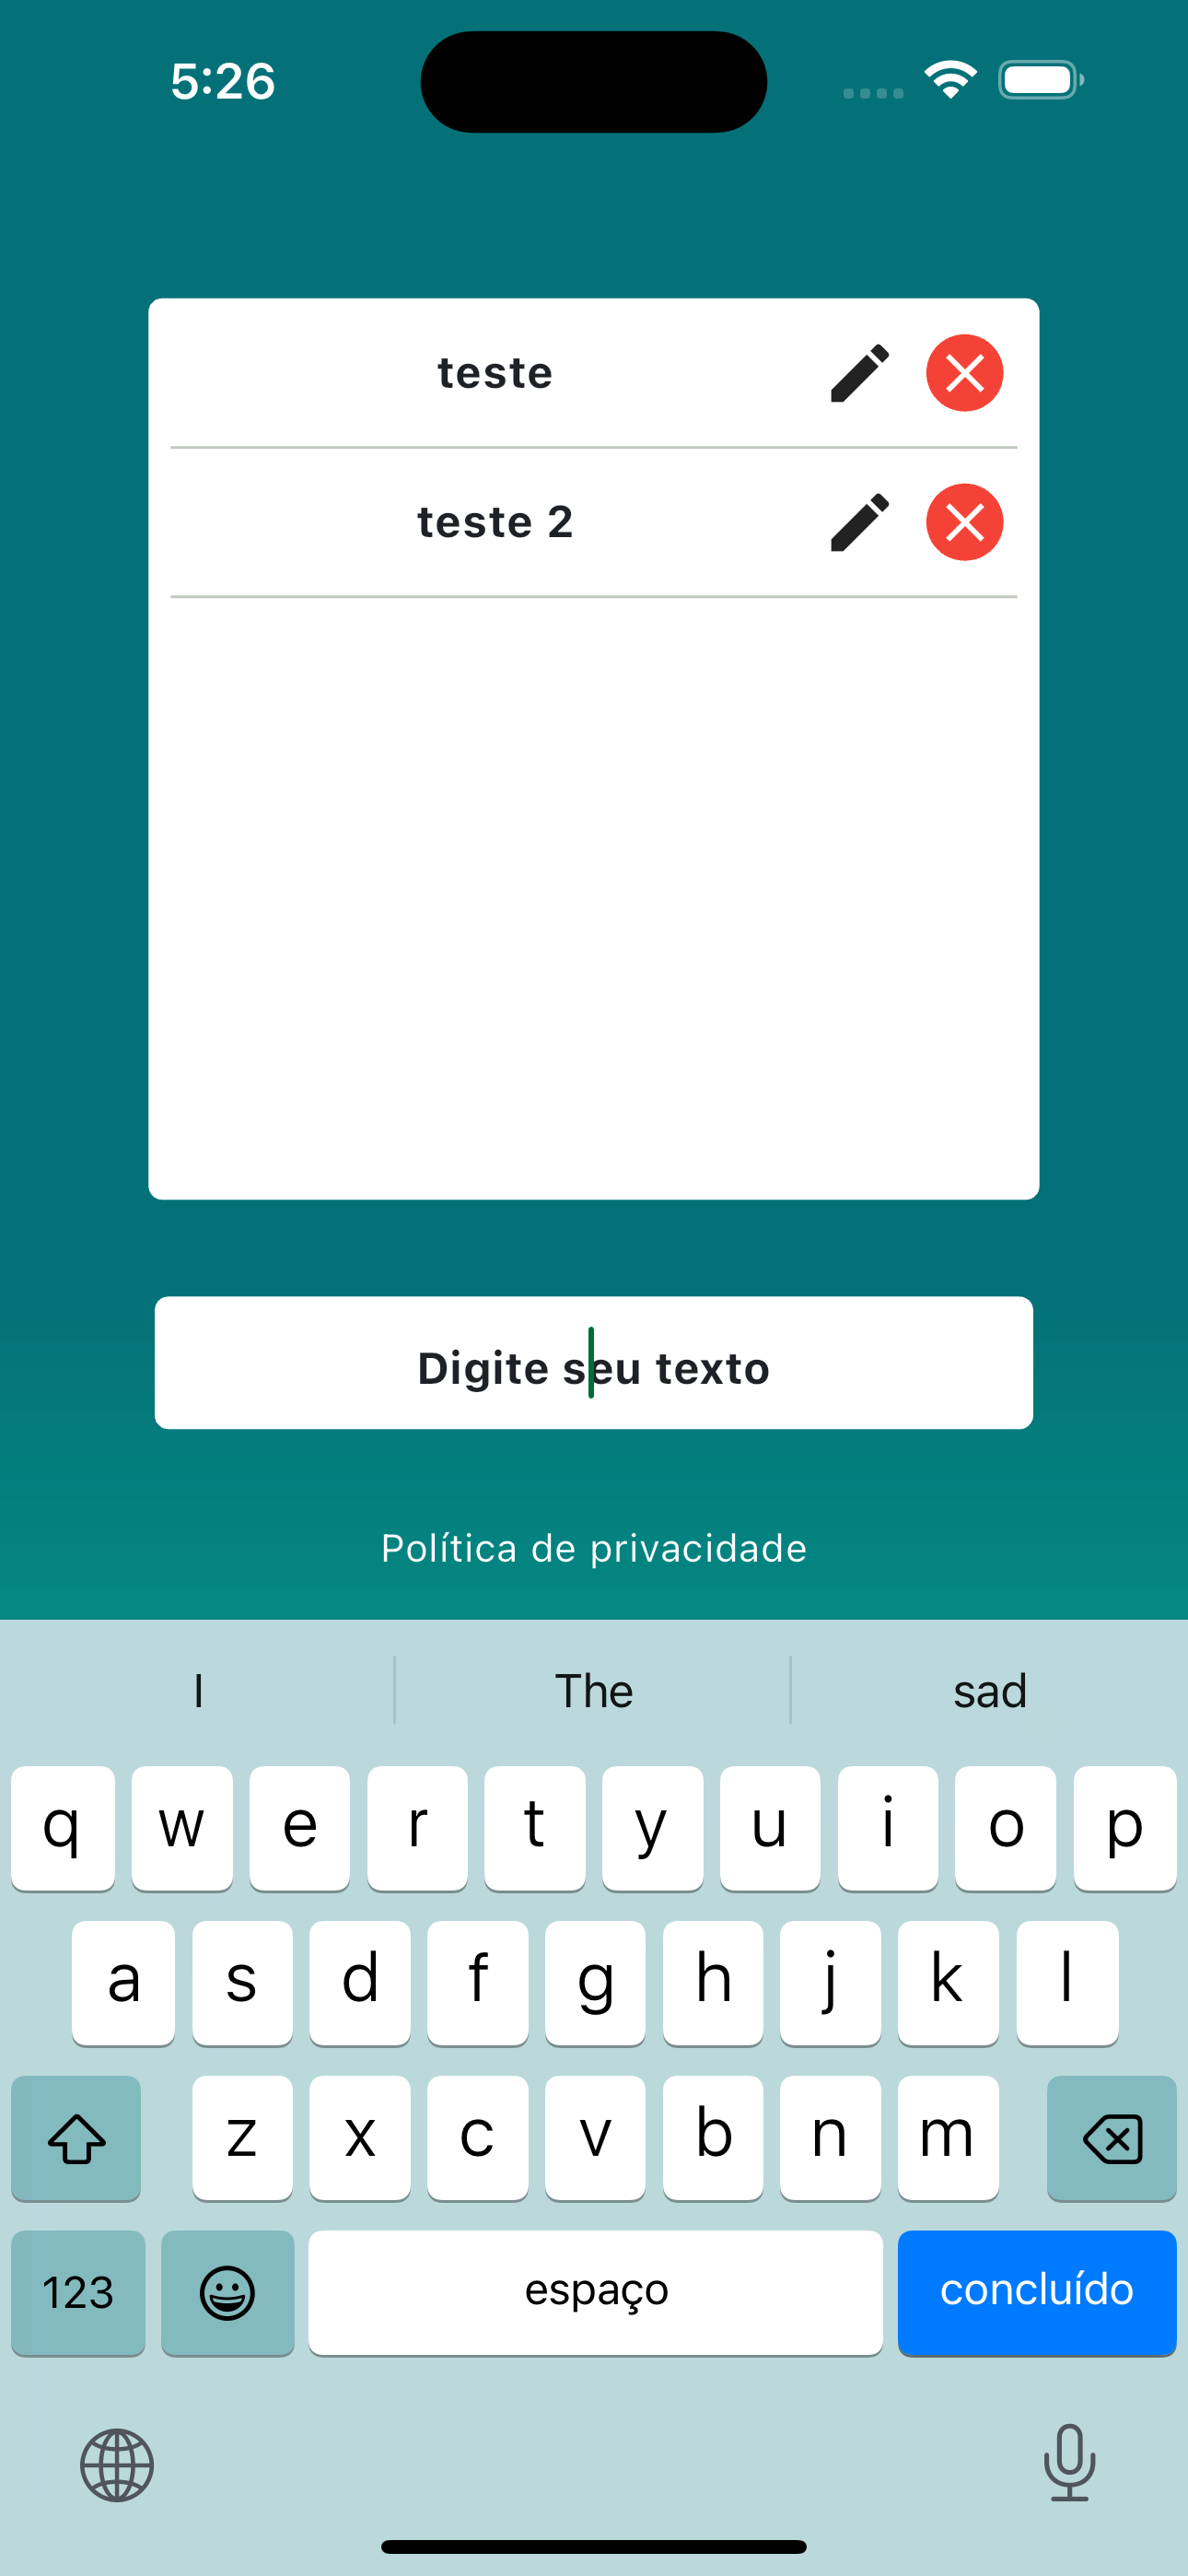 5:26
teste
teste 2
Digite seu texto
Política de privacidade
I The sad
q w e r t y u i o p
a s d f g h j k l
z x c v b n m
123 espaço concluído